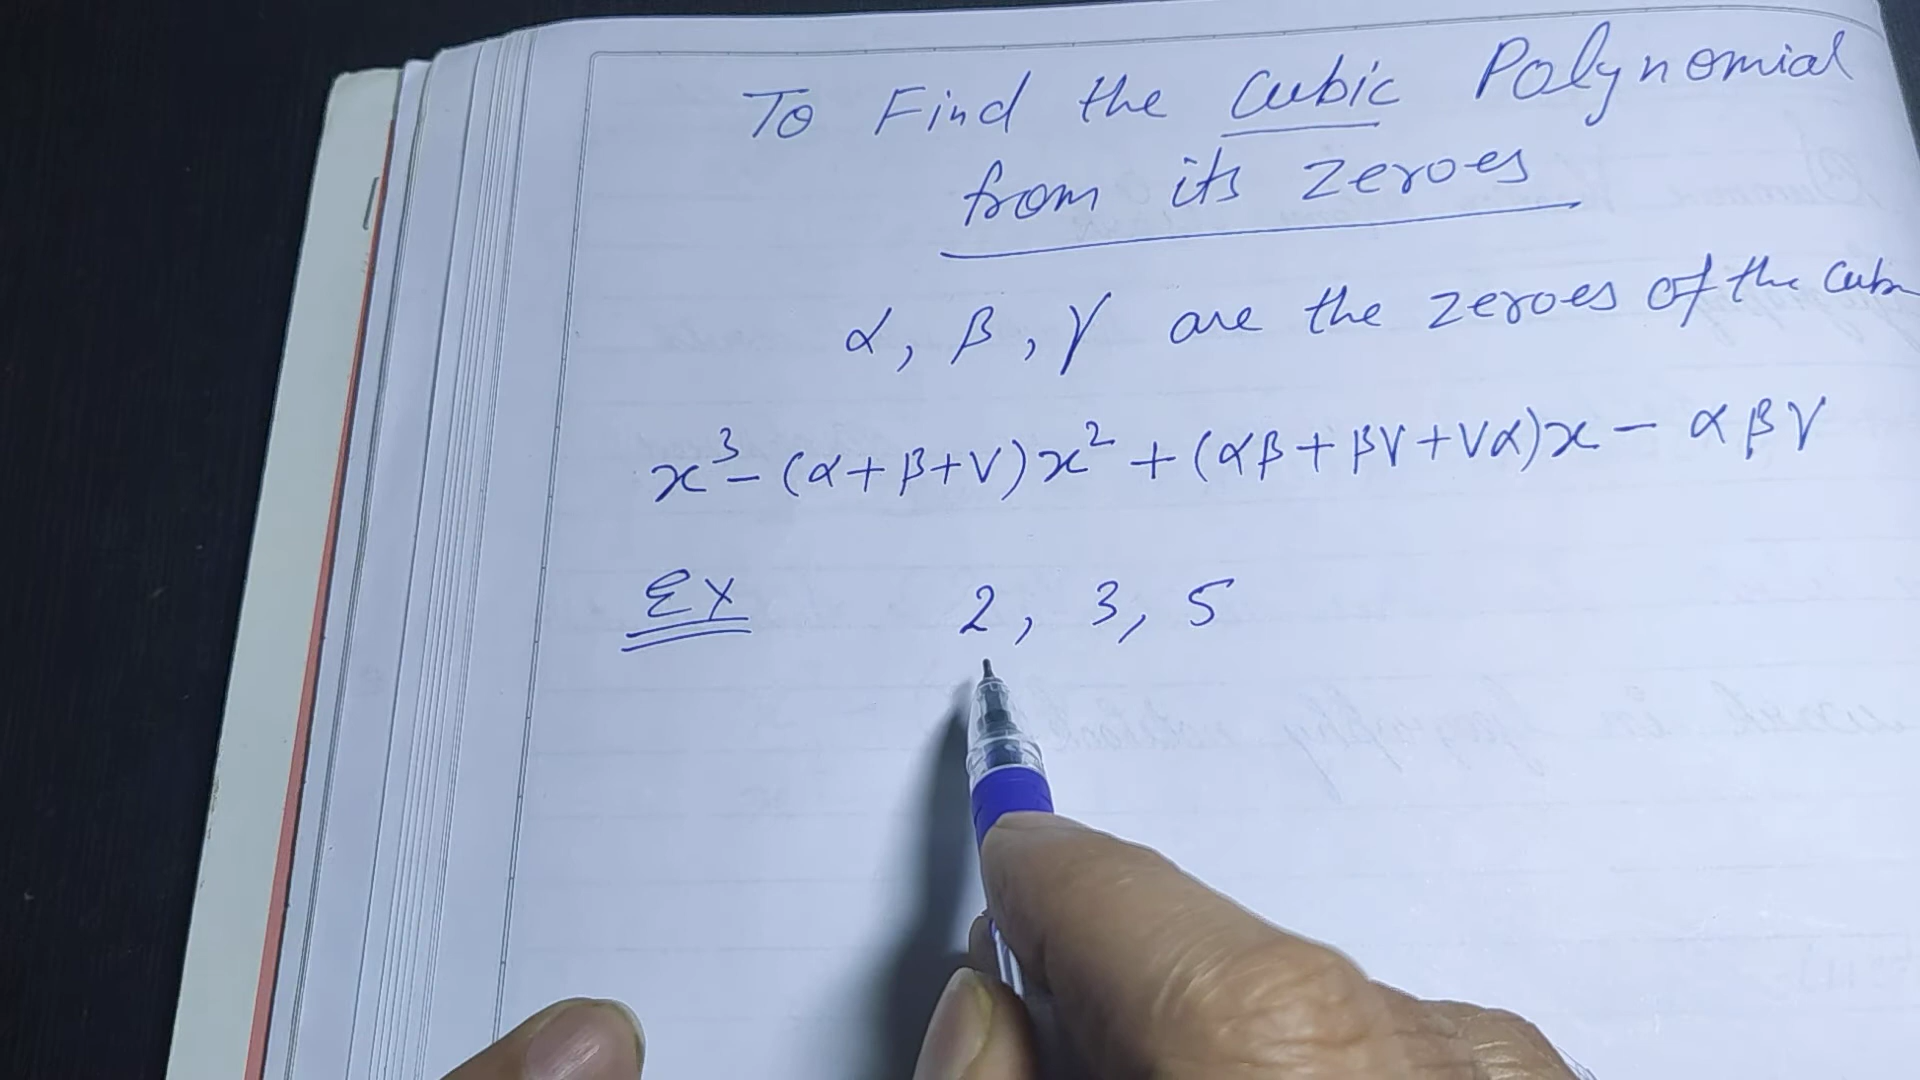 To Find the Cubic Polynomial
from its zeroes
α, β, γ are the zeroes of the
x³ - (α + β + γ)x² + (αβ + βγ + γα)x - αβγ
Ex 2, 3, 5